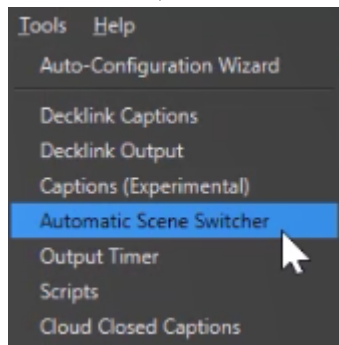 Tools Help
Auto-Configuration Wizard
Decklink Captions
Decklink Output
Captions (Experimental)
Automatic Scene Switcher
Output Timer
Scripts
Cloud Closed Captions